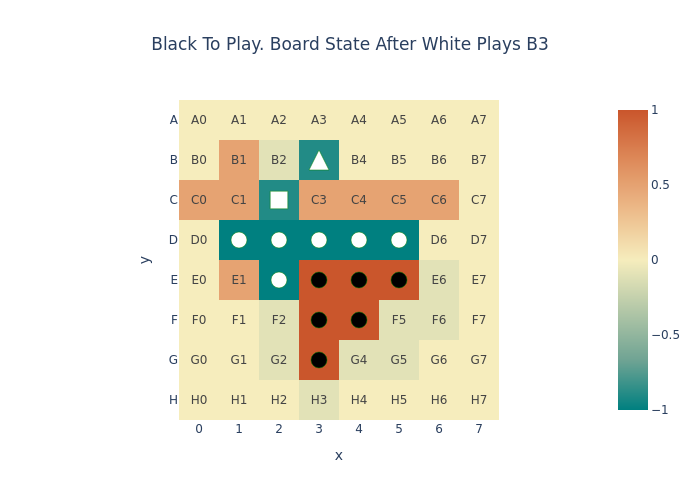 Black To Play. Board State After White Plays B3
A A0 A1 A2 A3 A4 A5 A6 A7
B B0 B1 B2 B4 B5 B6 B7
C C0 C1 C3 C4 C5 C6 C7
D D0 D6 D7
E E0 E1 E6 E7
F F0 F1 F2 F5 F6 F7
G G0 G1 G2 G4 G5 G6 G7
H H0 H1 H2 H3 H4 H5 H6 H7
0 1 2 3 4 5 6 7
x
y
1
0.5
0
−0.5
−1